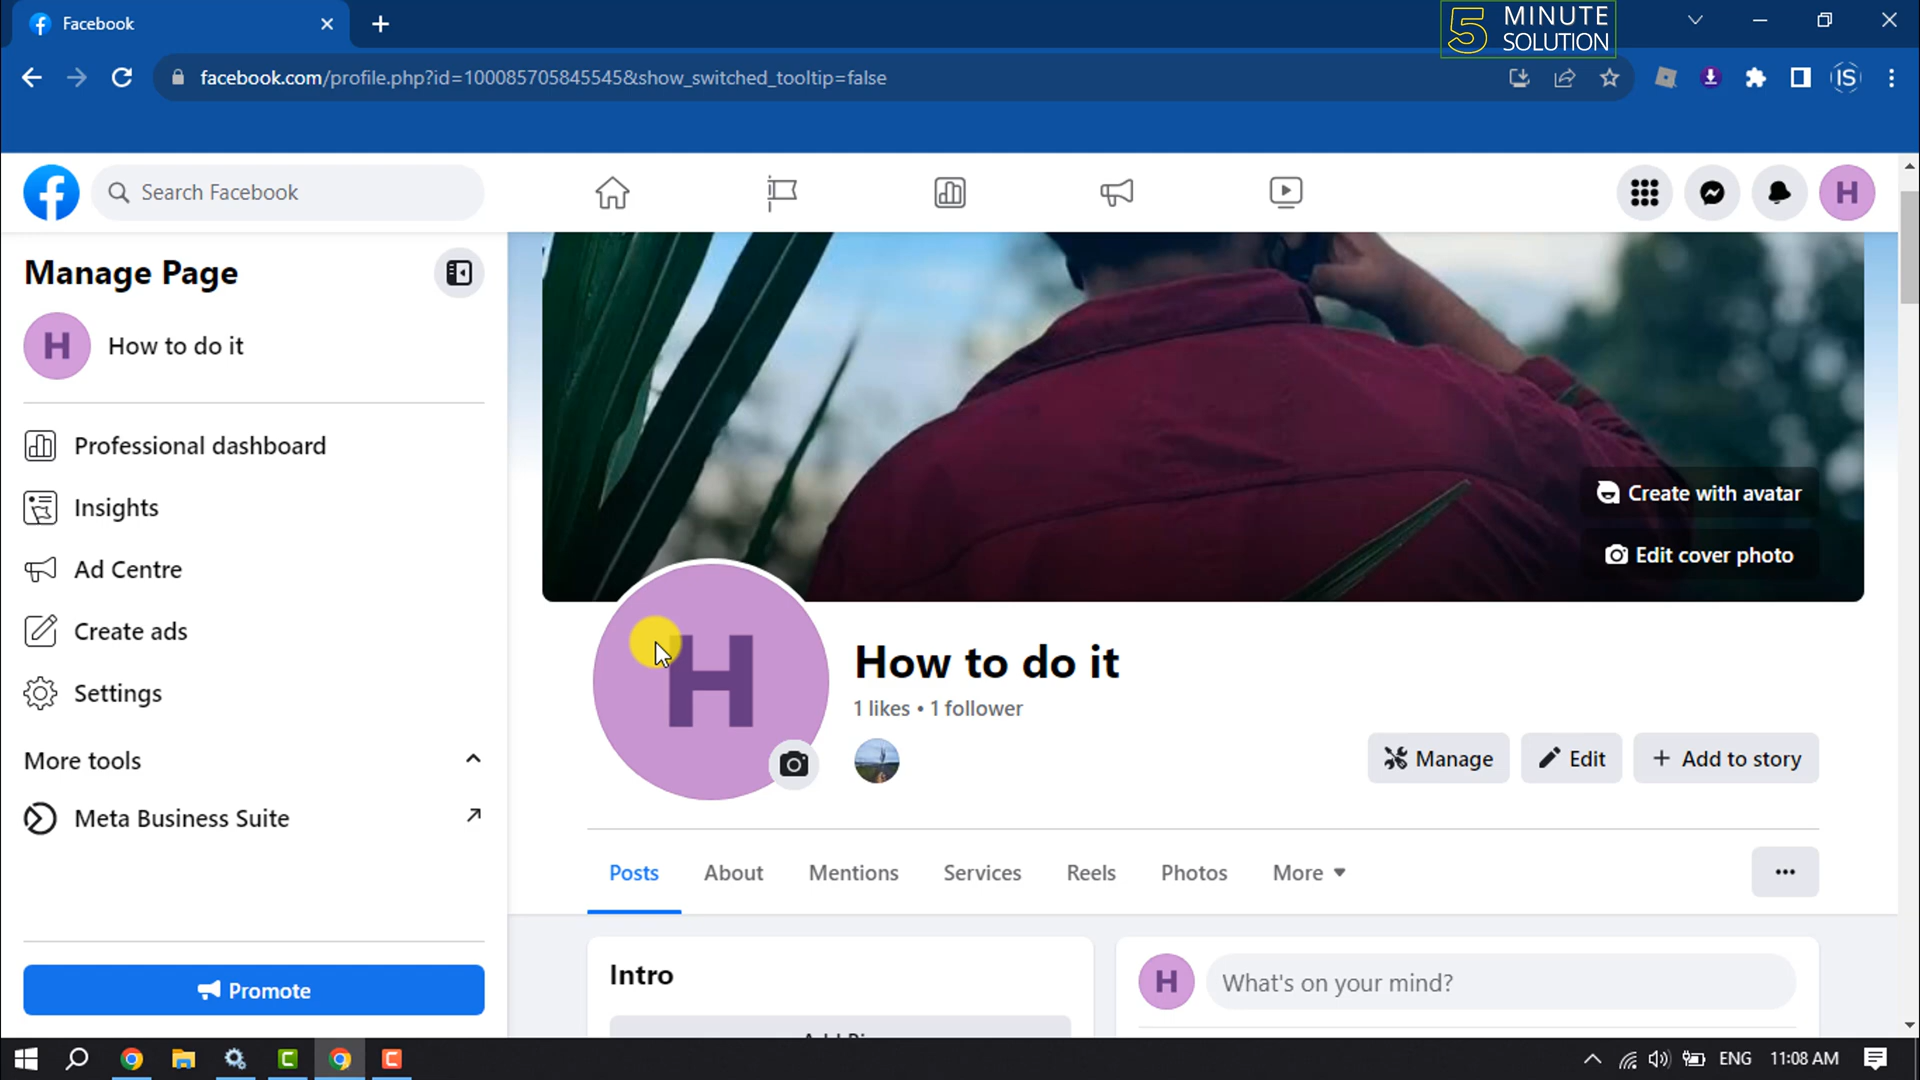 Facebook
5 MINUTE
SOLUTION
facebook.com/profile.php?id=100085705845545&show_switched_tooltip=false
IS
Search Facebook
H
Manage Page
H How to do it
Professional dashboard
Insights
Ad Centre
Create ads
Settings
More tools
Meta Business Suite
Promote
Create with avatar
Edit cover photo
H
How to do it
1 likes • 1 follower
Manage
Edit
+ Add to story
Posts
About
Mentions
Services
Reels
Photos
More
Intro
H
What's on your mind?
ENG
11:08 AM